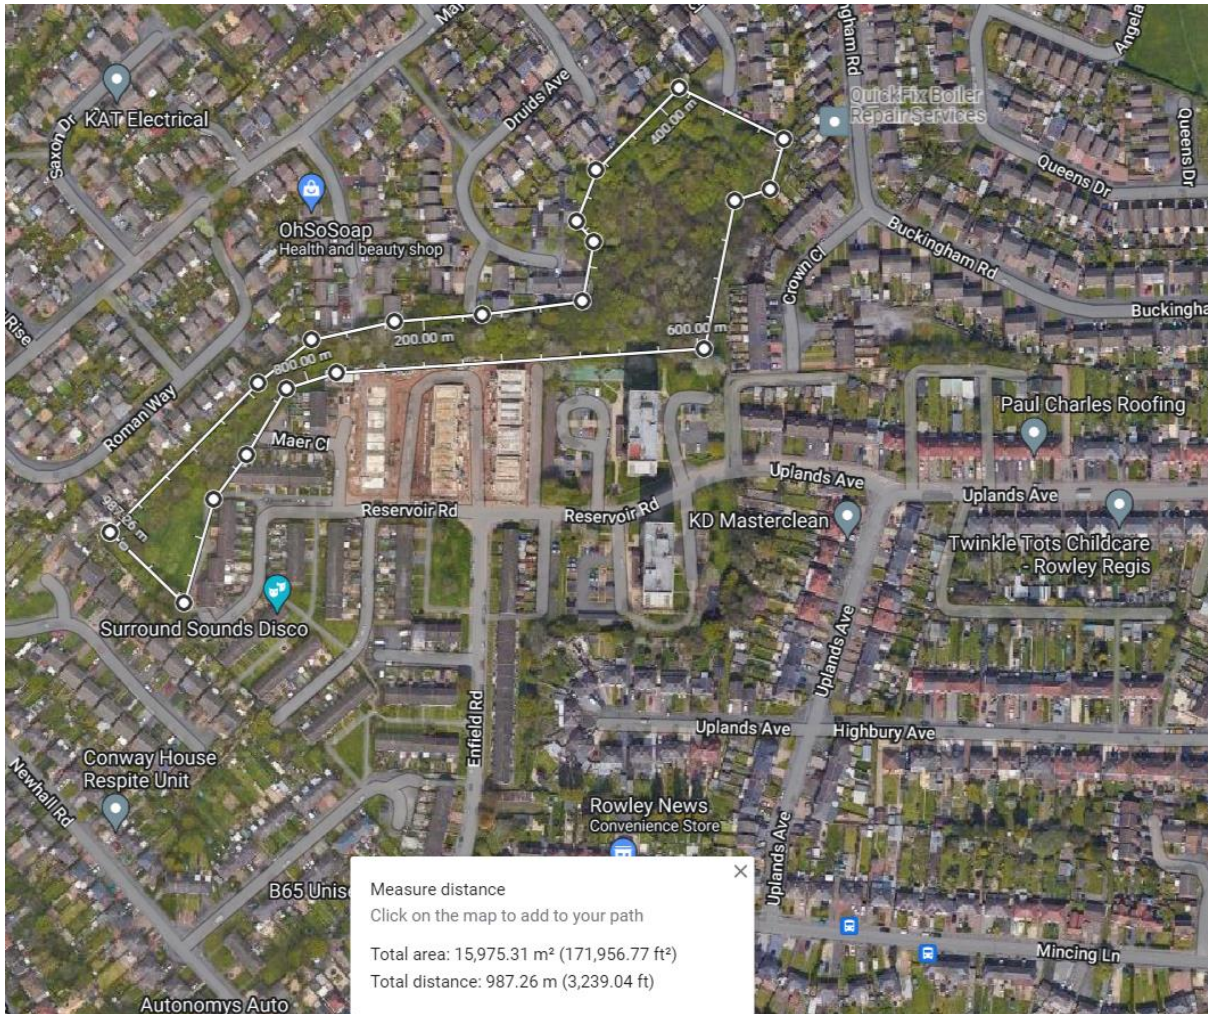 May
ngham Rd
Angela
QuickFix Boiler
Repair Services
KAT Electrical
Saxon Dr
Druids Ave
400.00 m
Queens Dr
Queens Dr
OhSoSoap
Health and beauty shop
Buckingham Rd
Crown Cl
Buckingha
Rise
600.00 m
200.00 m
800.00 m
Roman Way
Maer Cl
Paul Charles Roofing
Uplands Ave
Uplands Ave
987.26 m
Reservoir Rd
Reservoir Rd
KD Masterclean
Twinkle Tots Childcare
- Rowley Regis
Surround Sounds Disco
Uplands Ave
Enfield Rd
Uplands Ave
Highbury Ave
Conway House
Respite Unit
Newhall Rd
Rowley News
Convenience Store
Uplands Ave
B65 Unise
Measure distance
Click on the map to add to your path
Total area: 15,975.31 m² (171,956.77 ft²)
Total distance: 987.26 m (3,239.04 ft)
Mincing Ln
Autonomys Auto